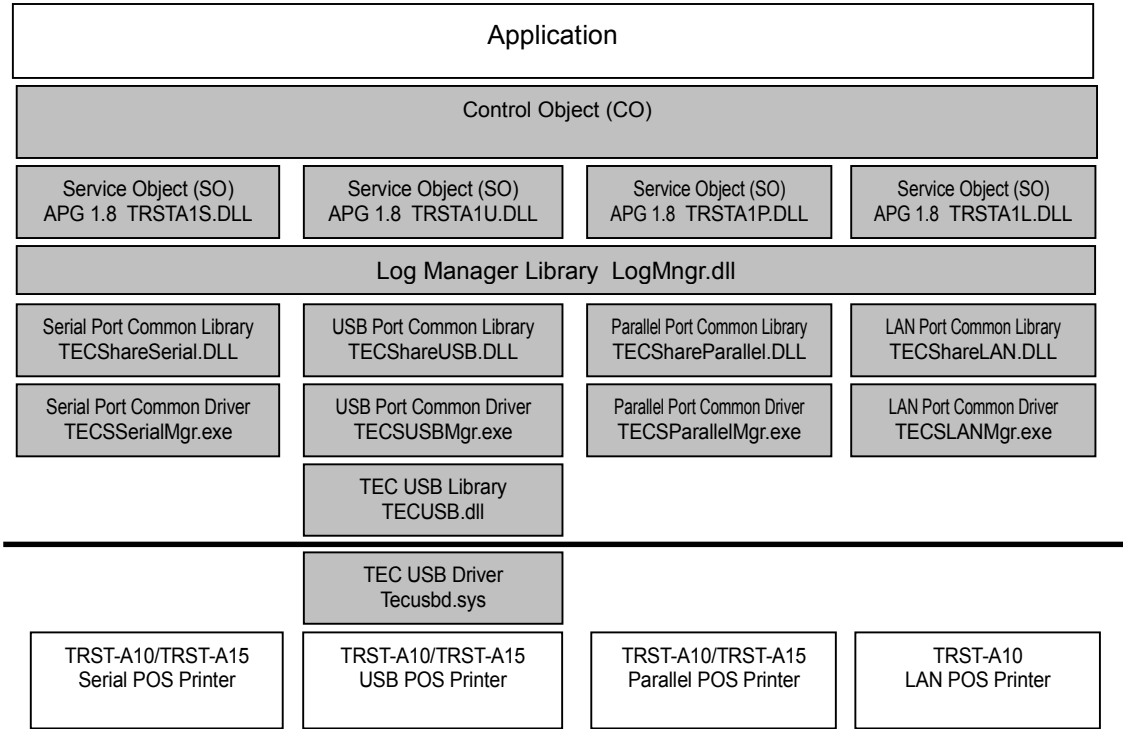 Application
Control Object (CO)
Service Object (SO)
APG 1.8 TRSTA1S.DLL
Service Object (SO)
APG 1.8 TRSTA1U.DLL
Service Object (SO)
APG 1.8 TRSTA1P.DLL
Service Object (SO)
APG 1.8 TRSTA1L.DLL
Log Manager Library LogMngr.dll
Serial Port Common Library
TECShareSerial.DLL
USB Port Common Library
TECShareUSB.DLL
Parallel Port Common Library
TECShareParallel.DLL
LAN Port Common Library
TECShareLAN.DLL
Serial Port Common Driver
TECSSerialMgr.exe
USB Port Common Driver
TECSUSBMgr.exe
Parallel Port Common Driver
TECSParallelMgr.exe
LAN Port Common Driver
TECSLANMgr.exe
TEC USB Library
TECUSB.dll
TEC USB Driver
Tecusbd.sys
TRST-A10/TRST-A15
Serial POS Printer
TRST-A10/TRST-A15
USB POS Printer
TRST-A10/TRST-A15
Parallel POS Printer
TRST-A10
LAN POS Printer